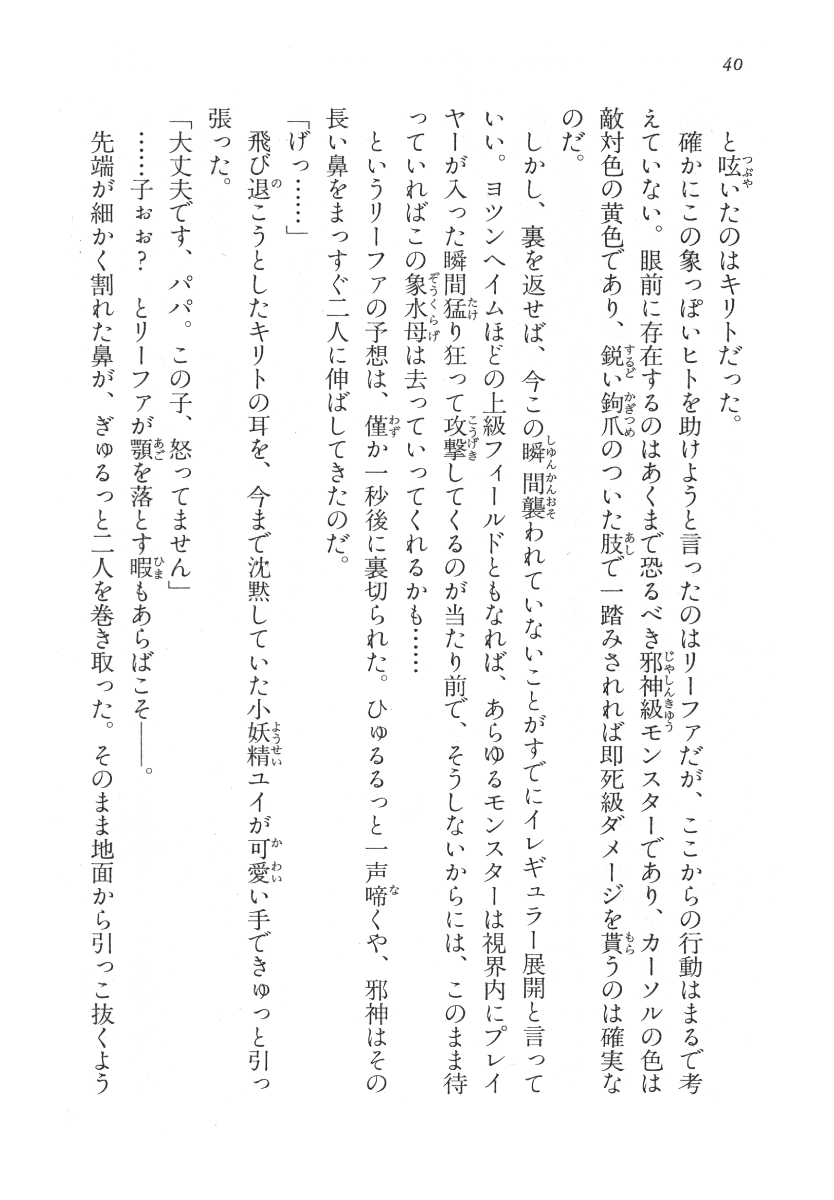 40
と呟いたのはキリトだった。
確かにこの象っぽいヒトを助けようと言ったのはリーファだが、ここからの行動はまるで考
えていない。眼前に存在するのはあくまで恐るべき邪神級モンスターであり、カーソルの色は
敵対色の黄色であり、鋭い鉤爪のついた肢で一踏みされれば即死級ダメージを貰うのは確実な
のだ。
しかし、裏を返せば、今この瞬間襲われていないことがすでにイレギュラー展開と言って
いい。ヨツンヘイムほどの上級フィールドともなれば、あらゆるモンスターは視界内にプレイ
ヤーが入った瞬間猛り狂って攻撃してくるのが当たり前で、そうしないからには、このまま待
っていればこの象水母は去っていってくれるかも……
というリーファの予想は、僅か一秒後に裏切られた。ひゅるるっと一声啼くや、邪神はその
長い鼻をまっすぐ二人に伸ばしてきたのだ。
「げっ……」
飛び退こうとしたキリトの耳を、今まで沈黙していた小妖精ユイが可愛い手できゅっと引っ
張った。
「大丈夫です、パパ。この子、怒ってません」
……子ぉぉ？　とリーファが顎を落とす暇もあらばこそ――。
先端が細かく割れた鼻が、ぎゅるっと二人を巻き取った。そのまま地面から引っこ抜くよう